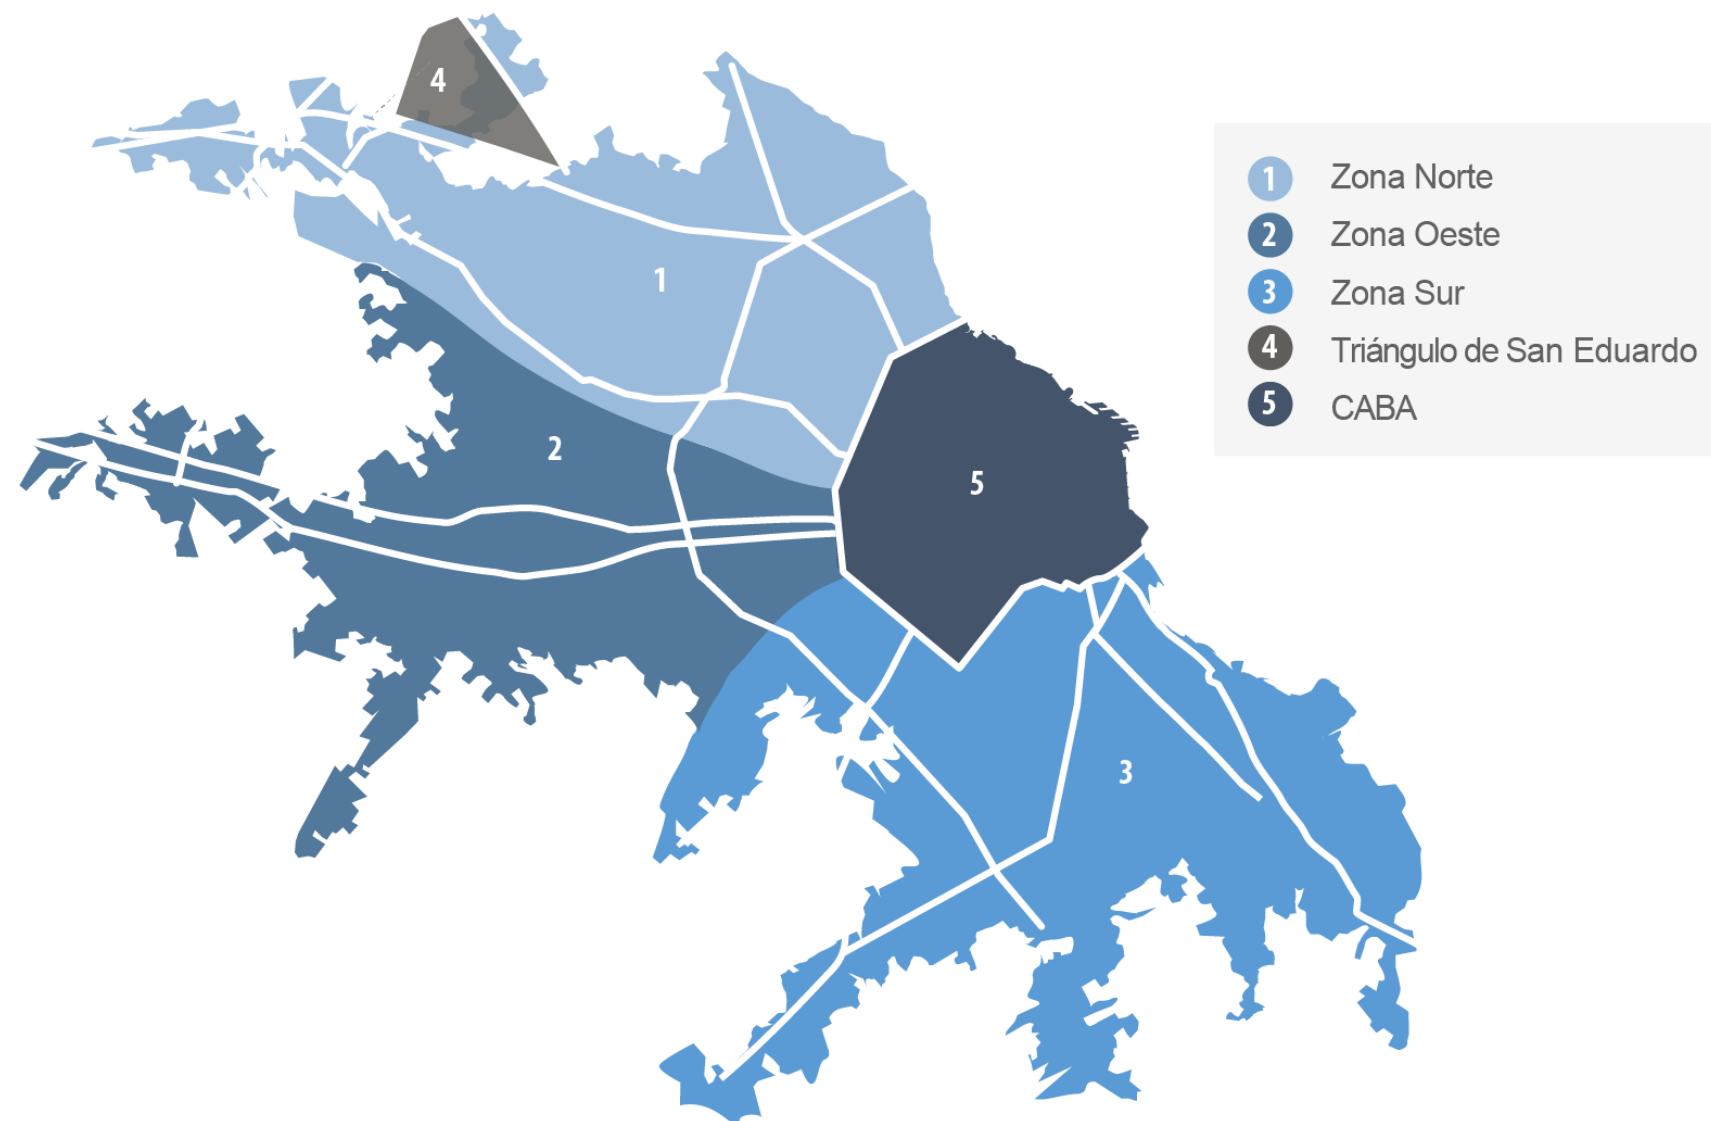 4
1
2
5
3
1 Zona Norte
2 Zona Oeste
3 Zona Sur
4 Triángulo de San Eduardo
5 CABA